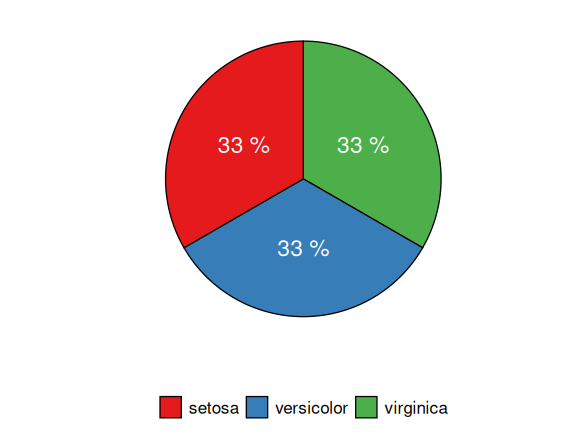 33 % 33 %
33 %
setosa versicolor virginica